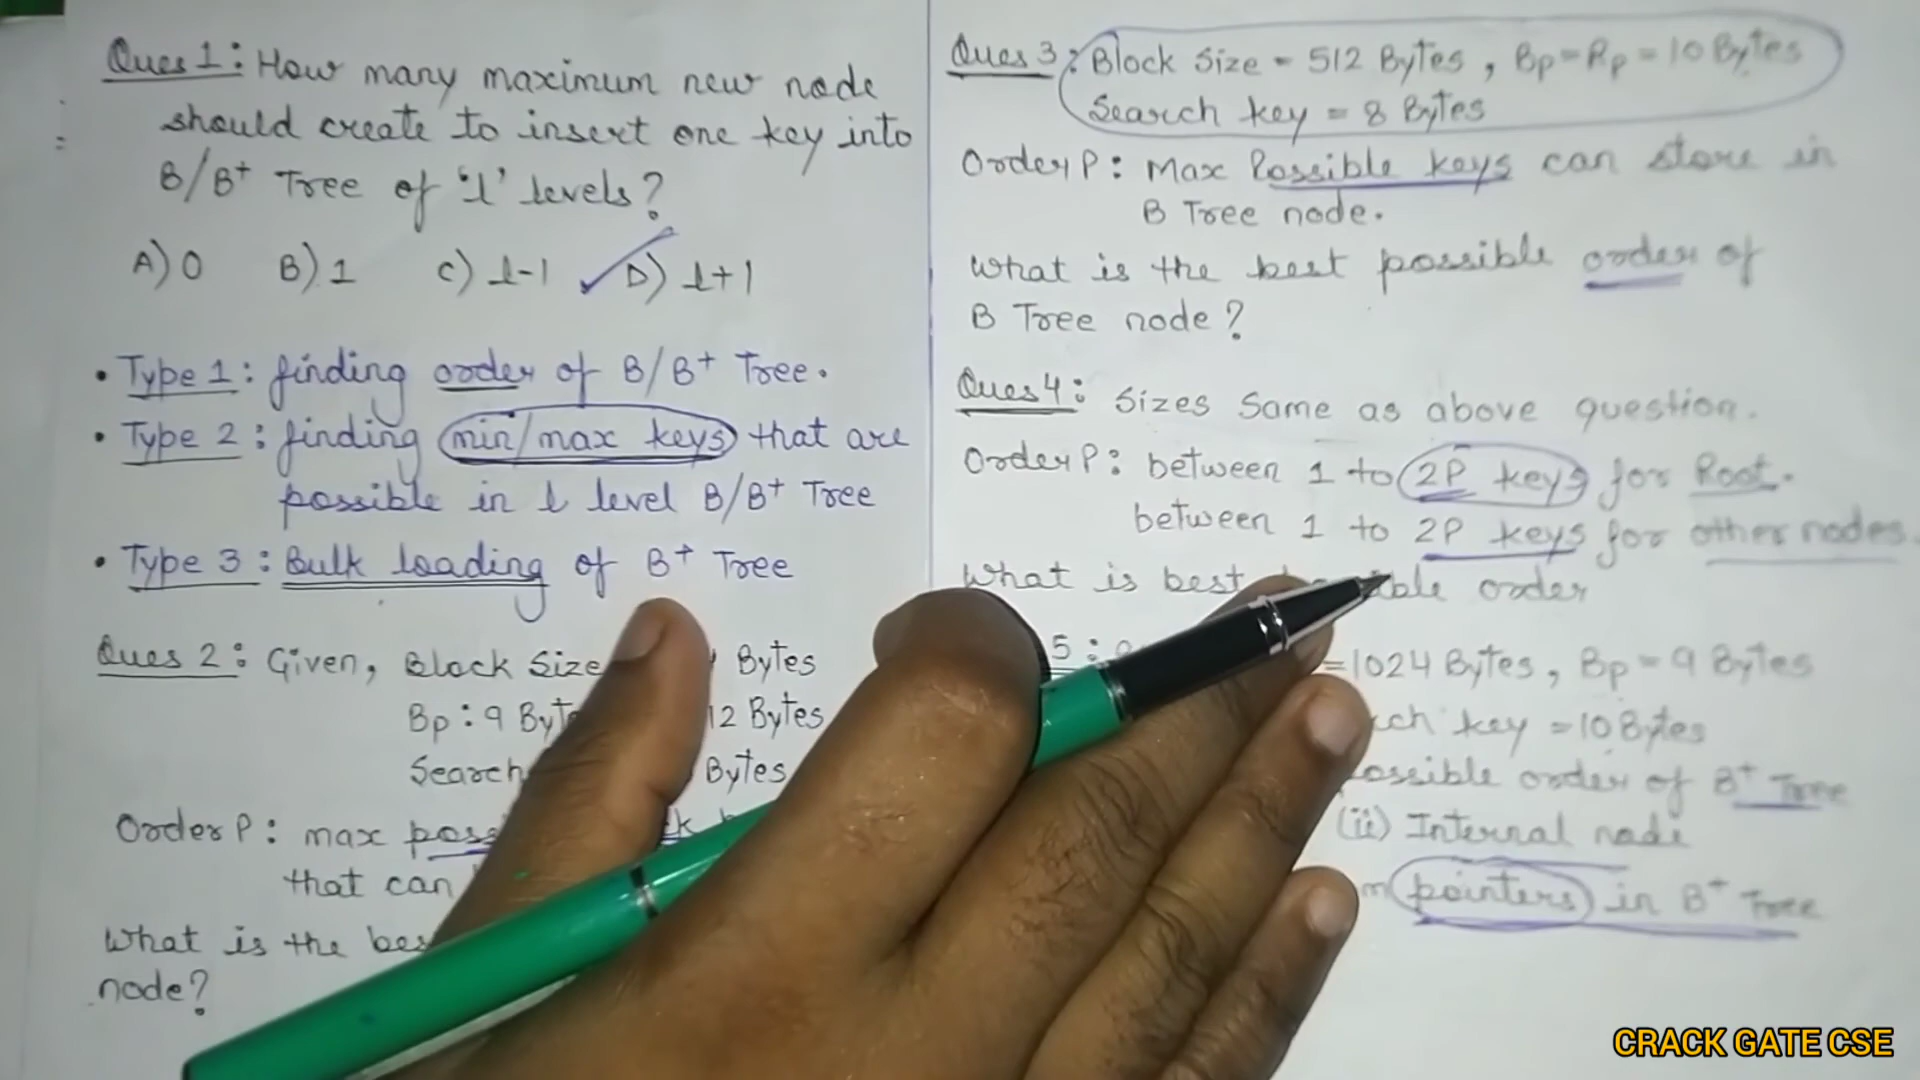 Ques 1: How many maximum new node
should create to insert one key into
B/B+ Tree of 'l' levels?
A) 0 B) 1 C) l-1 D) l+1
• Type 1: finding order of B/B+ Tree.
• Type 2: finding min/max keys that are
possible in l level B/B+ Tree
• Type 3: Bulk loading of B+ Tree
Ques 2: Given, Block Size Bytes
Bp: 9 12 Bytes
Search Bytes
Order P: max
that can
What is the
node?
Ques 3: Block Size = 512 Bytes, Bp = Rp = 10 Bytes
Search key = 8 Bytes
Order P: Max Possible keys can store in
B Tree node.
What is the best possible order of
B Tree node?
Ques 4: Sizes Same as above question.
Order P: between 1 to 2P keys for Root.
between 1 to 2P keys for other nodes.
What is best order
5: = 1024 Bytes, Bp = 9 Bytes
key = 10 Bytes
possible order of B+ Tree
(ii) Internal node
pointers in B+ Tree
CRACK GATE CSE